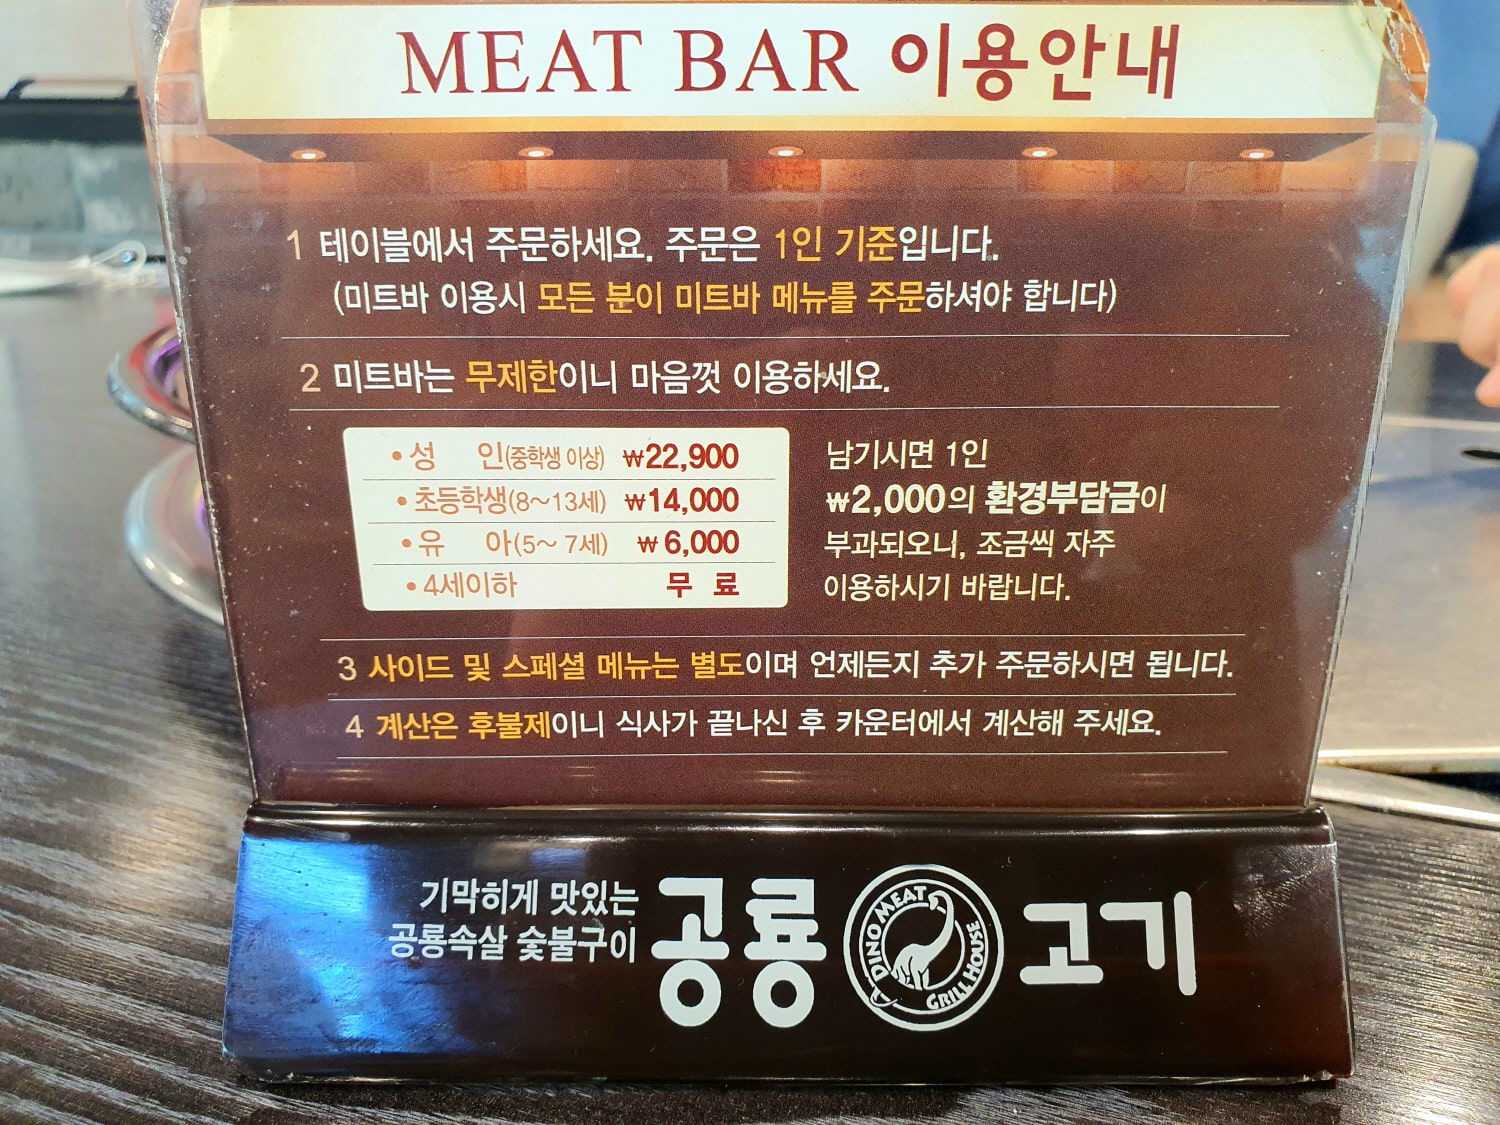 MEAT BAR 이용안내
1 테이블에서 주문하세요. 주문은 1인 기준입니다.
(미트바 이용시 모든 분이 미트바 메뉴를 주문하셔야 합니다)
2 미트바는 무제한이니 마음껏 이용하세요.
• 성 인(중학생 이상) ₩22,900
• 초등학생(8~13세) ₩14,000
• 유 아(5~ 7세) ₩ 6,000
• 4세이하 무 료
남기시면 1인
₩2,000의 환경부담금이
부과되오니, 조금씩 자주
이용하시기 바랍니다.
3 사이드 및 스페셜 메뉴는 별도이며 언제든지 추가 주문하시면 됩니다.
4 계산은 후불제이니 식사가 끝나신 후 카운터에서 계산해 주세요.
기막히게 맛있는
공룡속살 숯불구이
공룡
DINO MEAT
GRILL HOUSE
고기